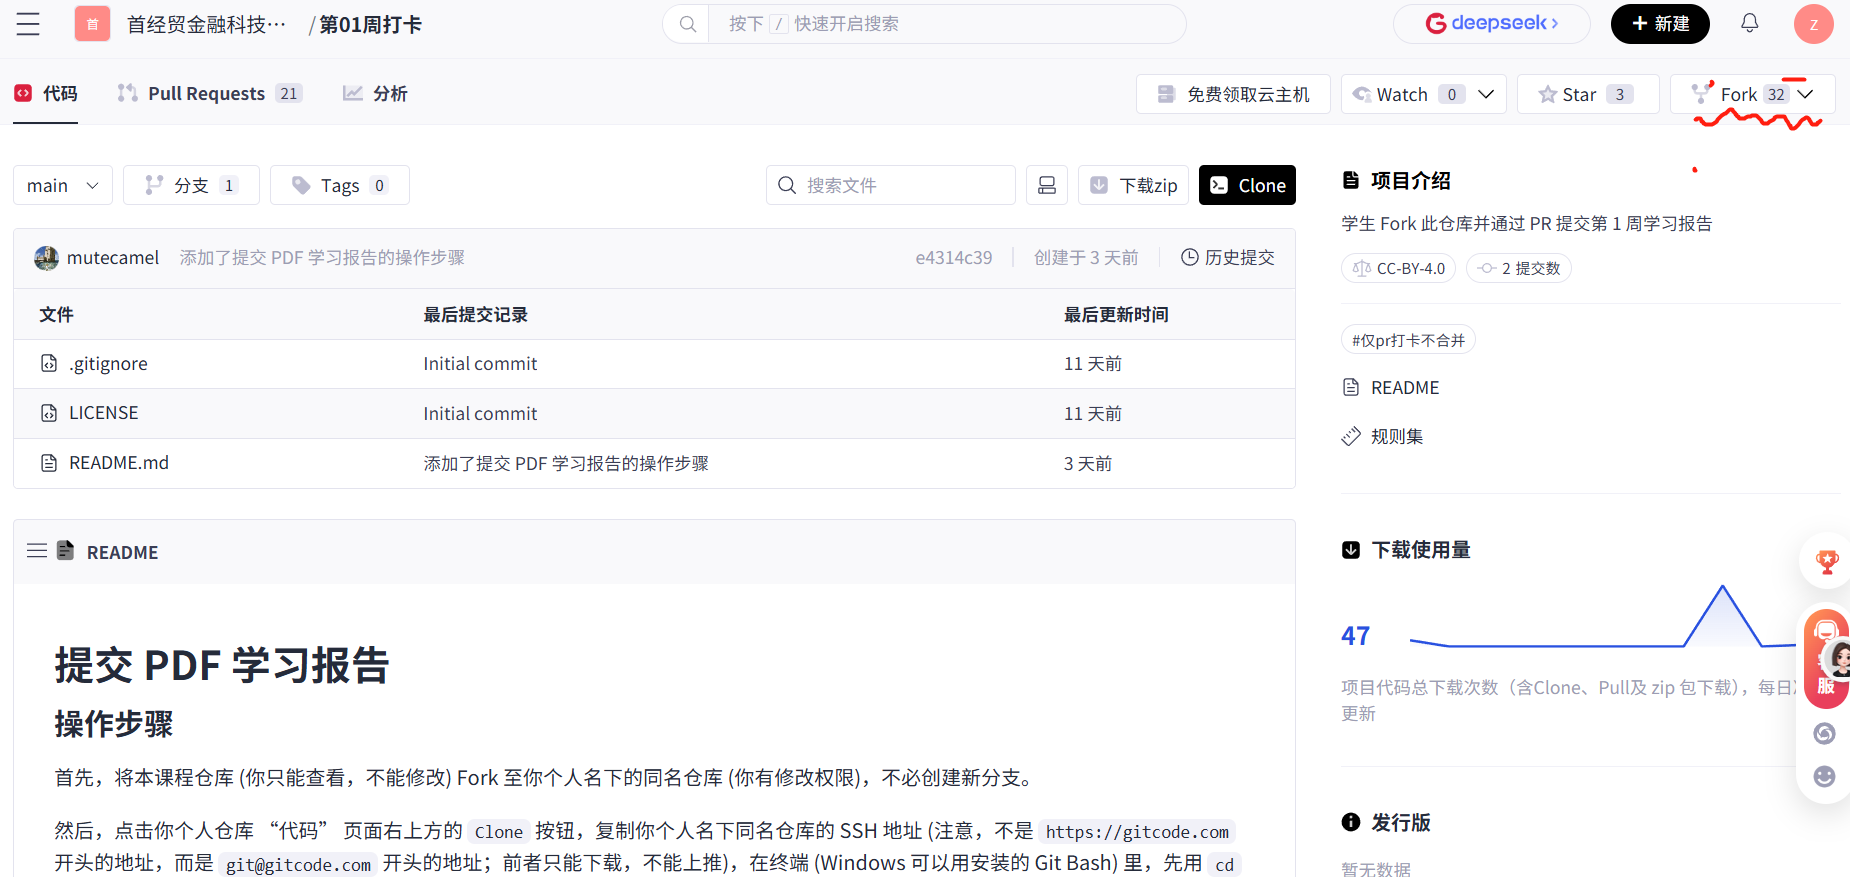 首
首经贸金融科技… / 第01周打卡
按下 / 快速开启搜索
deepseek
新建
Z
代码
Pull Requests 21
分析
免费领取云主机
Watch 0
Star 3
Fork 32
main
分支 1
Tags 0
搜索文件
下载zip
Clone
mutecamel 添加了提交 PDF 学习报告的操作步骤 e4314c39 创建于 3 天前 历史提交
文件 最后提交记录 最后更新时间
.gitignore Initial commit 11 天前
LICENSE Initial commit 11 天前
README.md 添加了提交 PDF 学习报告的操作步骤 3 天前
README
提交 PDF 学习报告
操作步骤
首先，将本课程仓库 (你只能查看，不能修改) Fork 至你个人名下的同名仓库 (你有修改权限)，不必创建新分支。
然后，点击你个人仓库 “代码” 页面右上方的 Clone 按钮，复制你个人名下同名仓库的 SSH 地址 (注意，不是 https://gitcode.com
开头的地址，而是 git@gitcode.com 开头的地址；前者只能下载，不能上推)，在终端 (Windows 可以用安装的 Git Bash) 里，先用 cd
项目介绍
学生 Fork 此仓库并通过 PR 提交第 1 周学习报告
CC-BY-4.0
2 提交数
#仅pr打卡不合并
README
规则集
下载使用量
47
项目代码总下载次数（含Clone、Pull及 zip 包下载），每日
更新
发行版
暂无数据
服